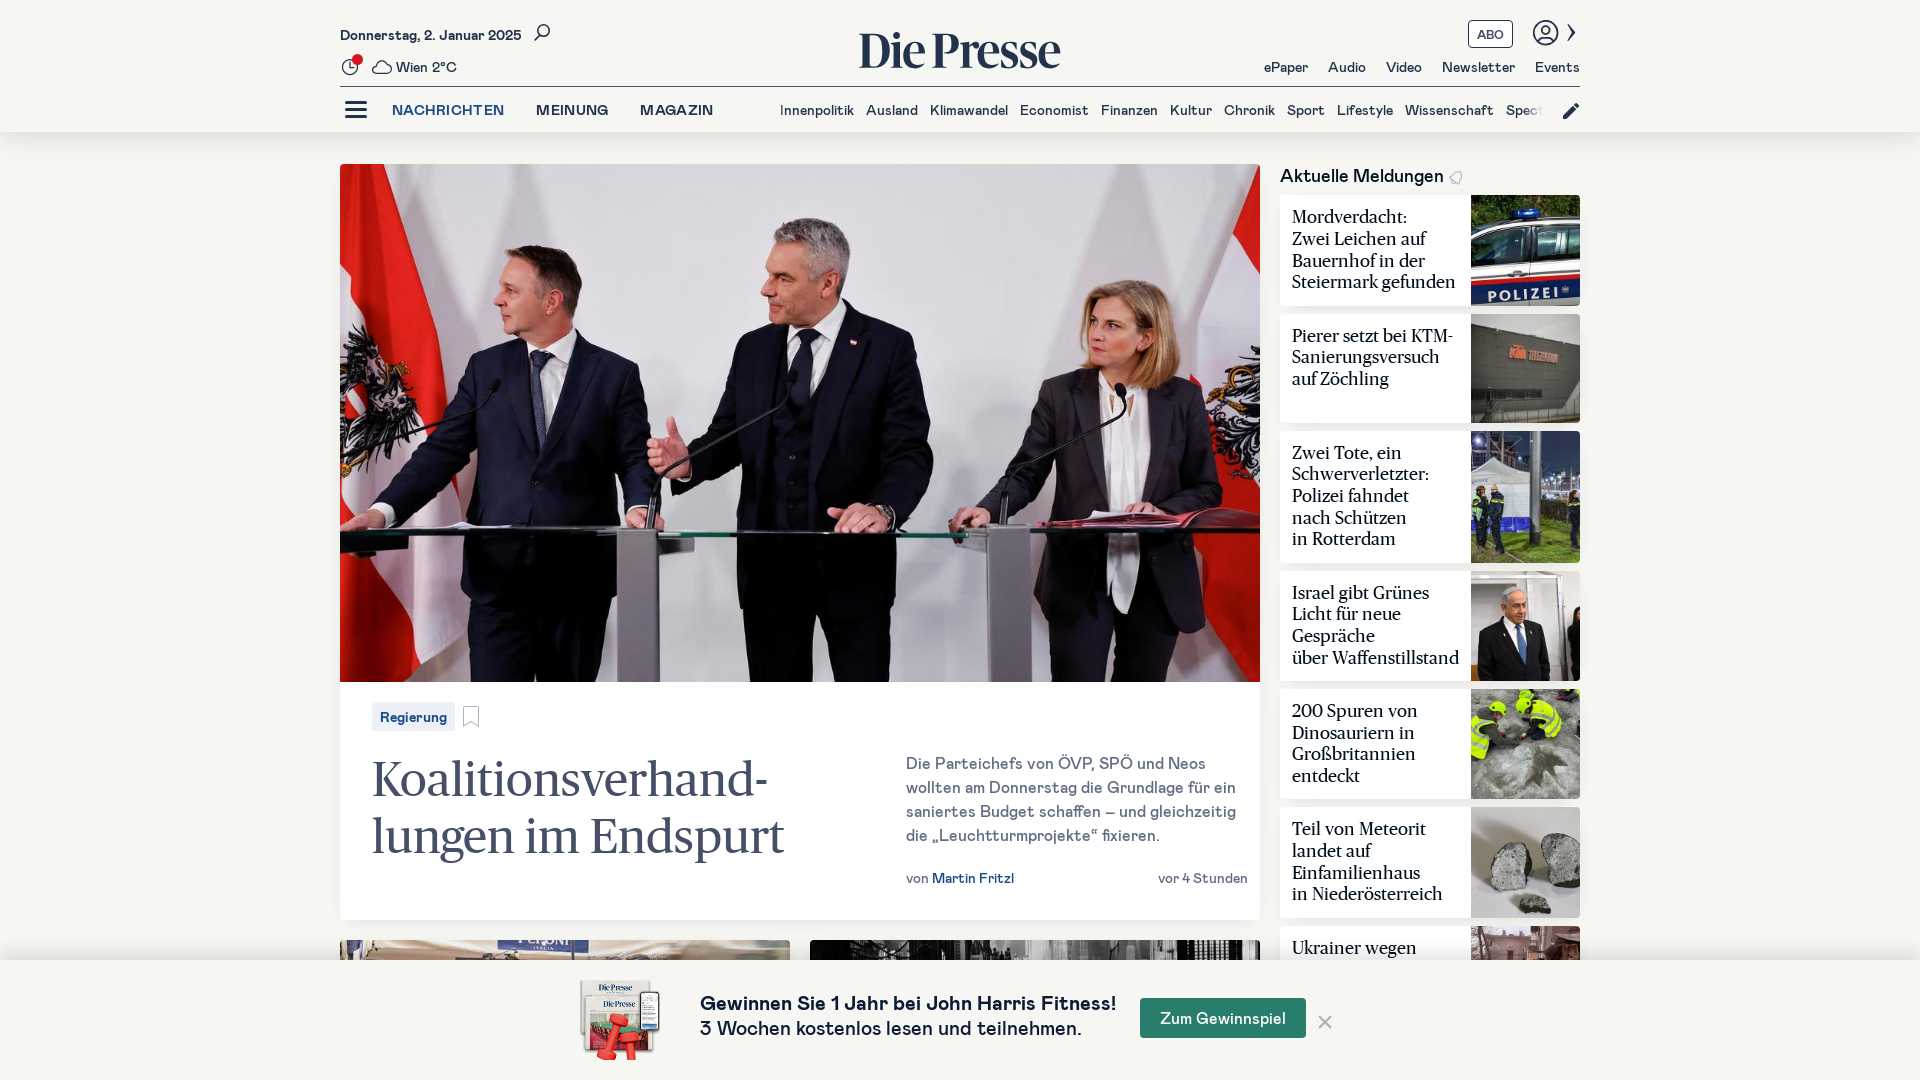 Donnerstag, 2. Januar 2025
Wien 2°C
Die Presse
ABO
ePaper Audio Video Newsletter Events
NACHRICHTEN MEINUNG MAGAZIN
Innenpolitik Ausland Klimawandel Economist Finanzen Kultur Chronik Sport Lifestyle Wissenschaft Spect
Regierung
Koalitionsverhand-
lungen im Endspurt
Die Parteichefs von ÖVP, SPÖ und Neos
wollten am Donnerstag die Grundlage für ein
saniertes Budget schaffen – und gleichzeitig
die „Leuchtturmprojekte“ fixieren.
von Martin Fritzl
vor 4 Stunden
Aktuelle Meldungen
Mordverdacht:
Zwei Leichen auf
Bauernhof in der
Steiermark gefunden
POLIZEI
Pierer setzt bei KTM-
Sanierungsversuch
auf Zöchling
KTM
Zwei Tote, ein
Schwerverletzter:
Polizei fahndet
nach Schützen
in Rotterdam
Israel gibt Grünes
Licht für neue
Gespräche
über Waffenstillstand
200 Spuren von
Dinosauriern in
Großbritannien
entdeckt
Teil von Meteorit
landet auf
Einfamilienhaus
in Niederösterreich
Ukrainer wegen
Die Presse
Die Presse
Gewinnen Sie 1 Jahr bei John Harris Fitness!
3 Wochen kostenlos lesen und teilnehmen.
Zum Gewinnspiel